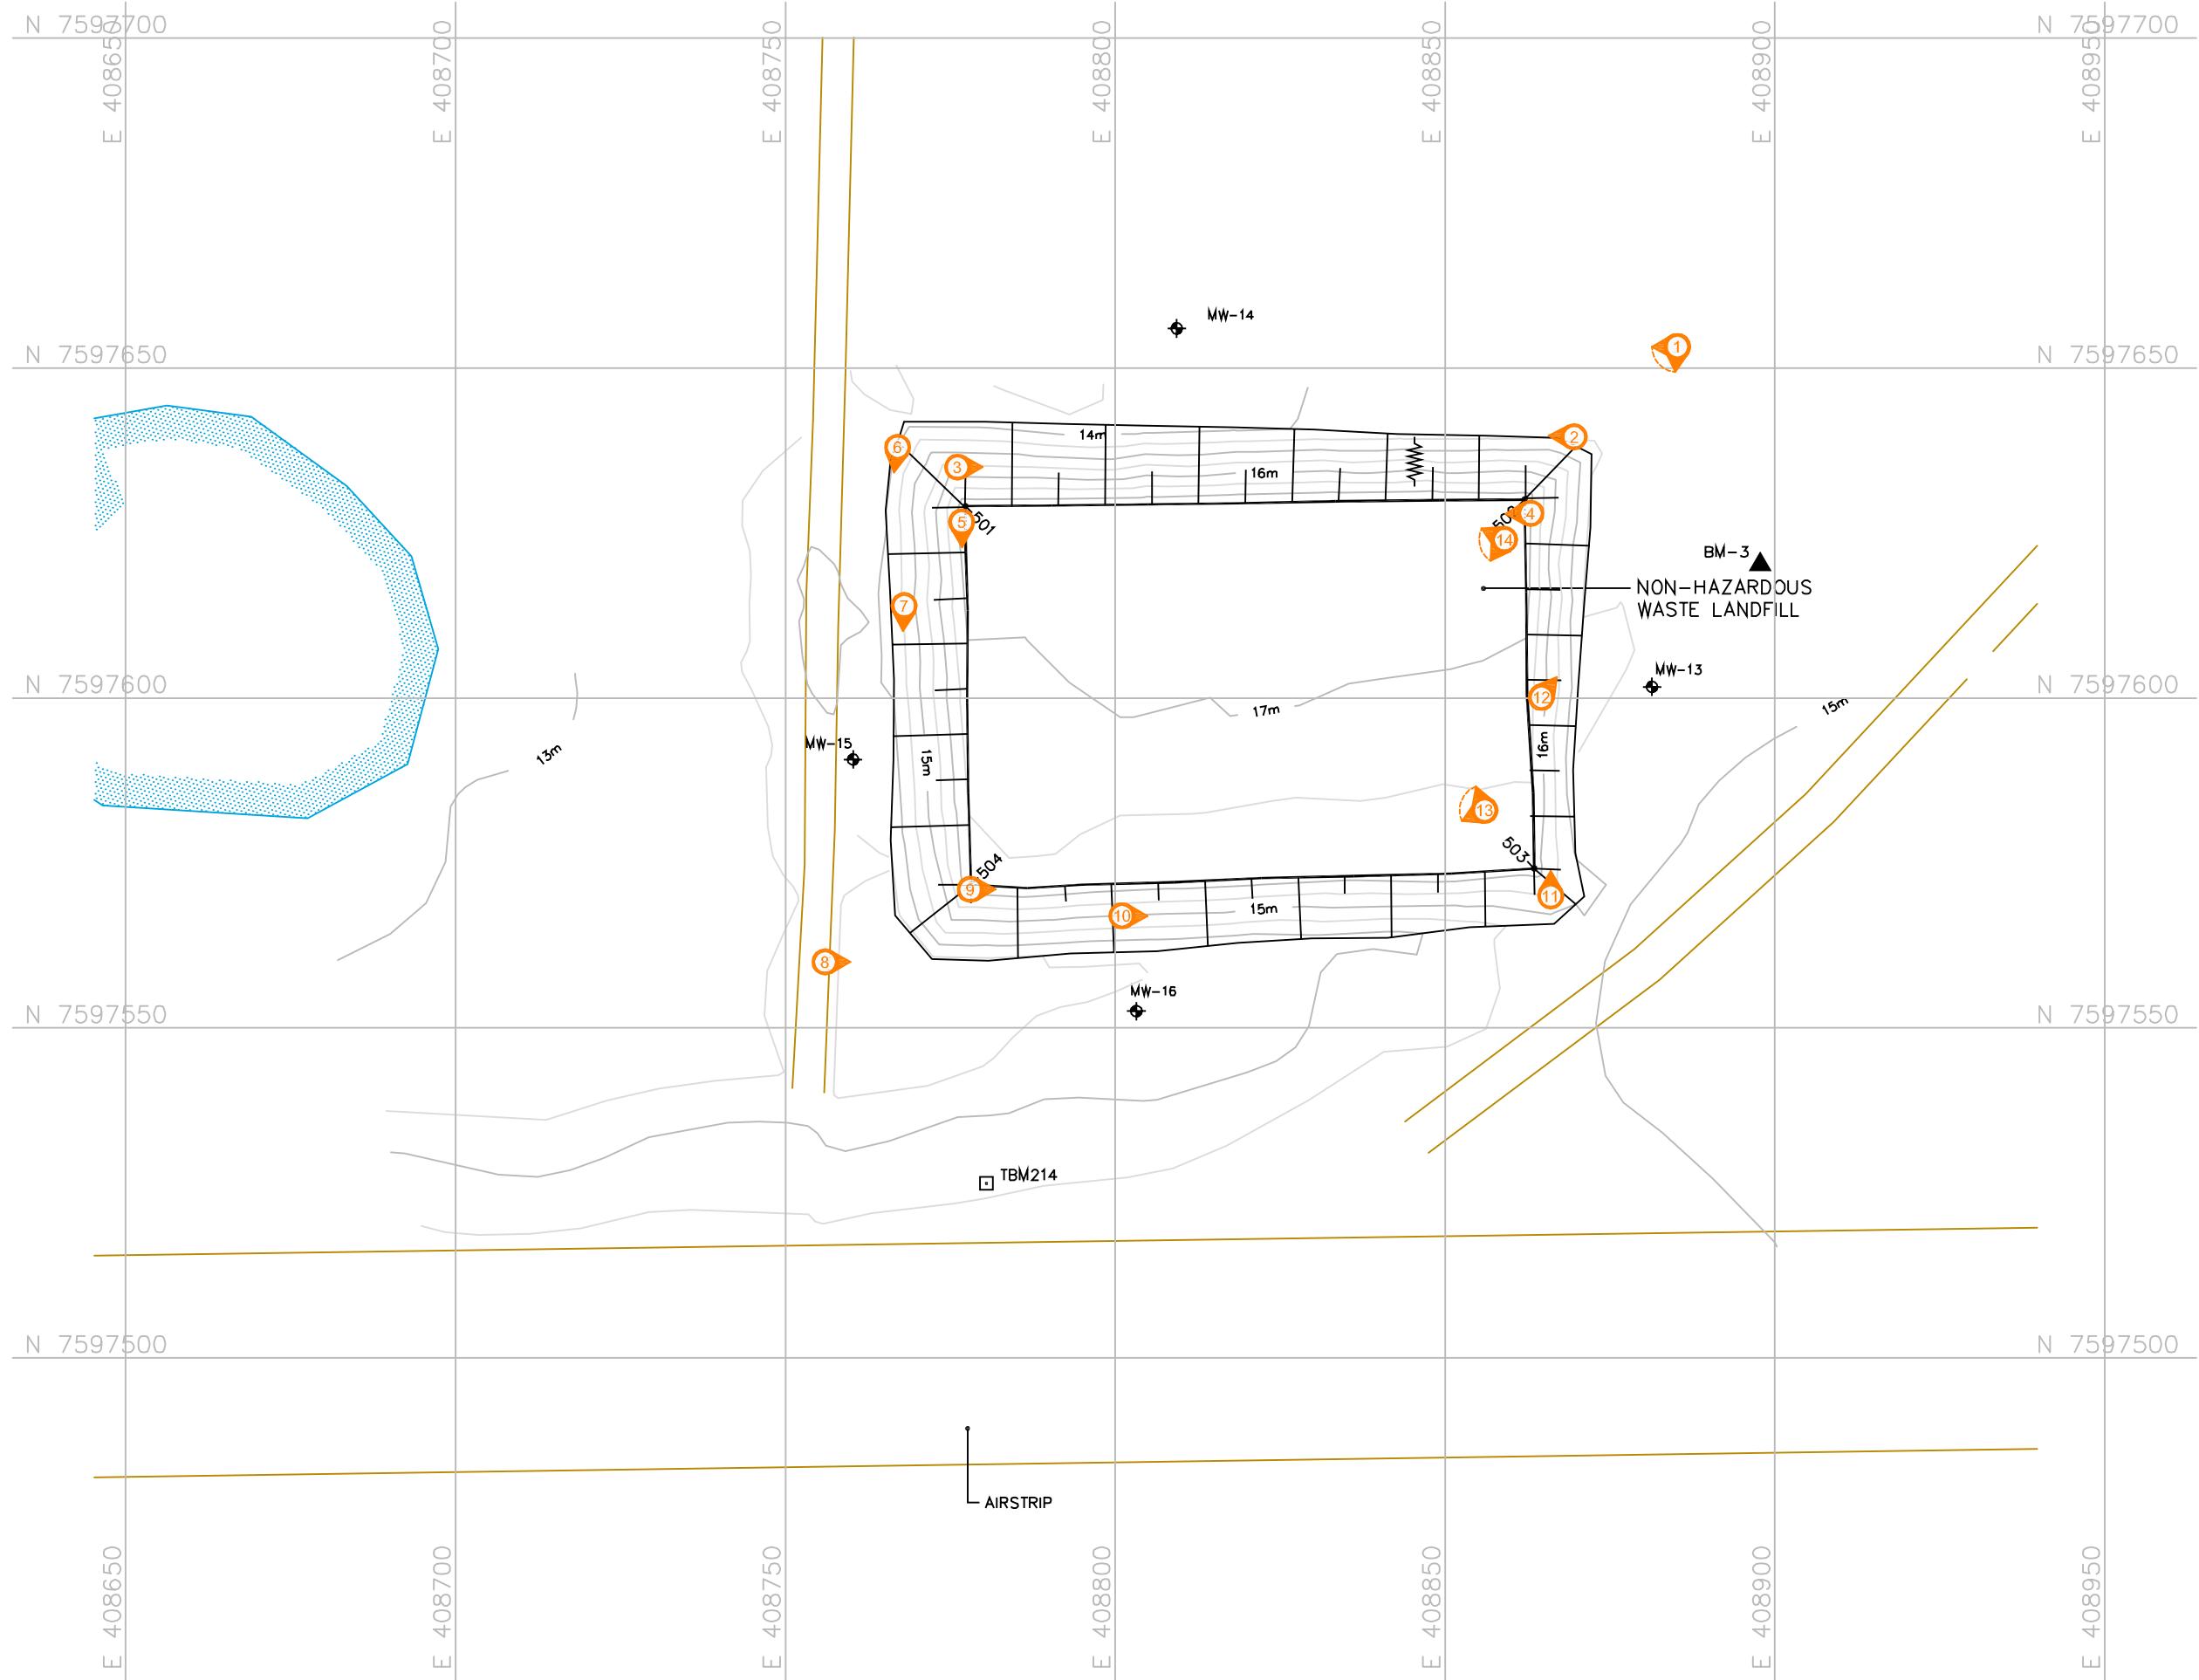 N 7597700
N 7597700
E 408650
E 408700
E 408750
E 408800
E 408850
E 408900
E 408950
MW-14
1
N 7597650
N 7597650
14m
2
6
3
16m
501
5
502
4
14
BM-3
NON-HAZARDOUS
WASTE LANDFILL
7
MW-13
N 7597600
N 7597600
12
17m
15m
13m
MW-15
15m
16m
13
504
503
9
10
15m
11
8
MW-16
N 7597550
N 7597550
TBM214
N 7597500
N 7597500
AIRSTRIP
E 408650
E 408700
E 408750
E 408800
E 408850
E 408900
E 408950